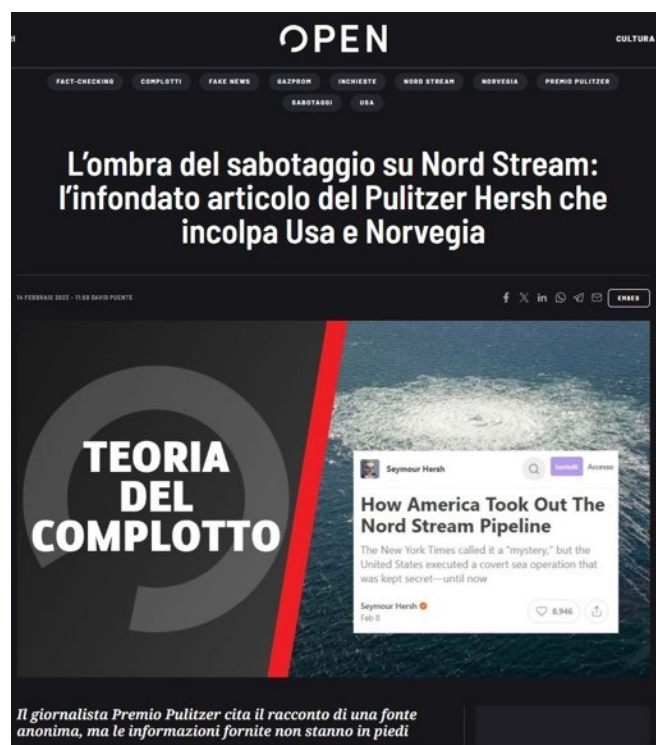 OPEN
CULTURA
FACT-CHECKING COMPLOTTI FAKE NEWS GAZPROM INCHIESTE NORD STREAM NORVEGIA PREMIO PULITZER
SABOTAGGI USA
L'ombra del sabotaggio su Nord Stream:
l'infondato articolo del Pulitzer Hersh che
incolpa Usa e Norvegia
14 FEBBRAIO 2023 - 11:58 DAVID PUENTE
EMBED
TEORIA
DEL
COMPLOTTO
Seymour Hersh
Iscriviti Accesso
How America Took Out The
Nord Stream Pipeline
The New York Times called it a "mystery," but the
United States executed a covert sea operation that
was kept secret—until now
Seymour Hersh
Feb 8
8,946
Il giornalista Premio Pulitzer cita il racconto di una fonte
anonima, ma le informazioni fornite non stanno in piedi